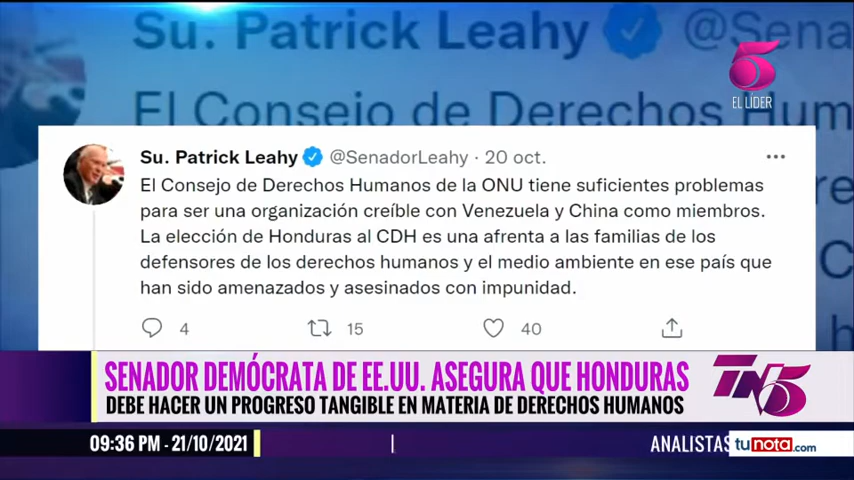 Su. Patrick Leahy @Sena
El Consejo de Derechos Hum
5
EL LIDER
Su. Patrick Leahy @SenadorLeahy · 20 oct.
El Consejo de Derechos Humanos de la ONU tiene suficientes problemas
para ser una organización creíble con Venezuela y China como miembros.
La elección de Honduras al CDH es una afrenta a las familias de los
defensores de los derechos humanos y el medio ambiente en ese país que
han sido amenazados y asesinados con impunidad.
4 15 40
SENADOR DEMÓCRATA DE EE.UU. ASEGURA QUE HONDURAS
DEBE HACER UN PROGRESO TANGIBLE EN MATERIA DE DERECHOS HUMANOS
TN5
09:36 PM - 21/10/2021
ANALISTAS
tunota.com